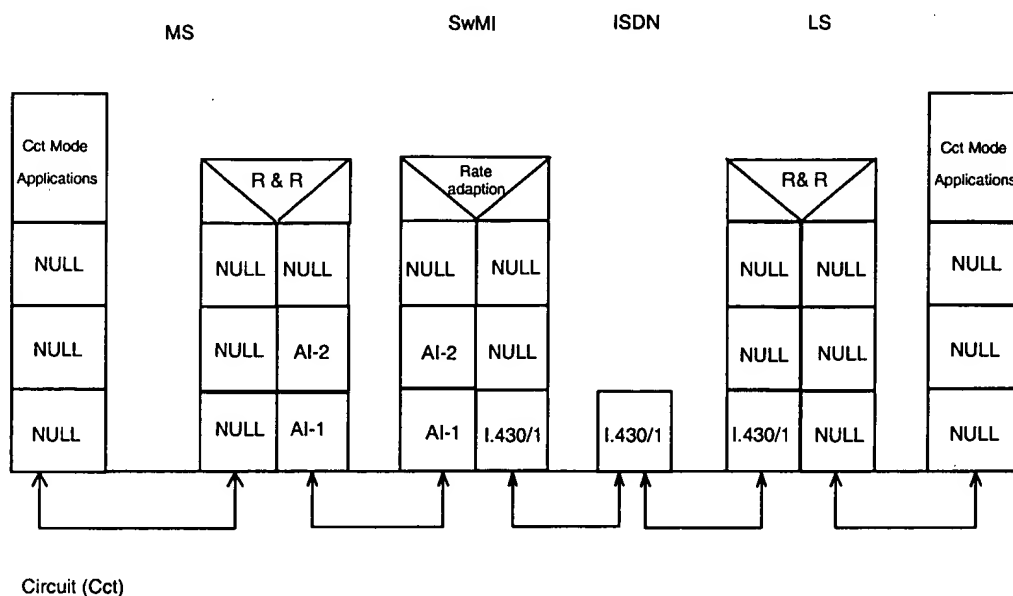 MS SwMI ISDN LS
Cct Mode Applications
R & R
Rate adaption
R& R
Cct Mode Applications
NULL NULL NULL NULL NULL NULL NULL NULL
NULL NULL AI-2 AI-2 NULL NULL NULL NULL
NULL NULL AI-1 AI-1 I.430/1 I.430/1 I.430/1 NULL NULL
Circuit (Cct)